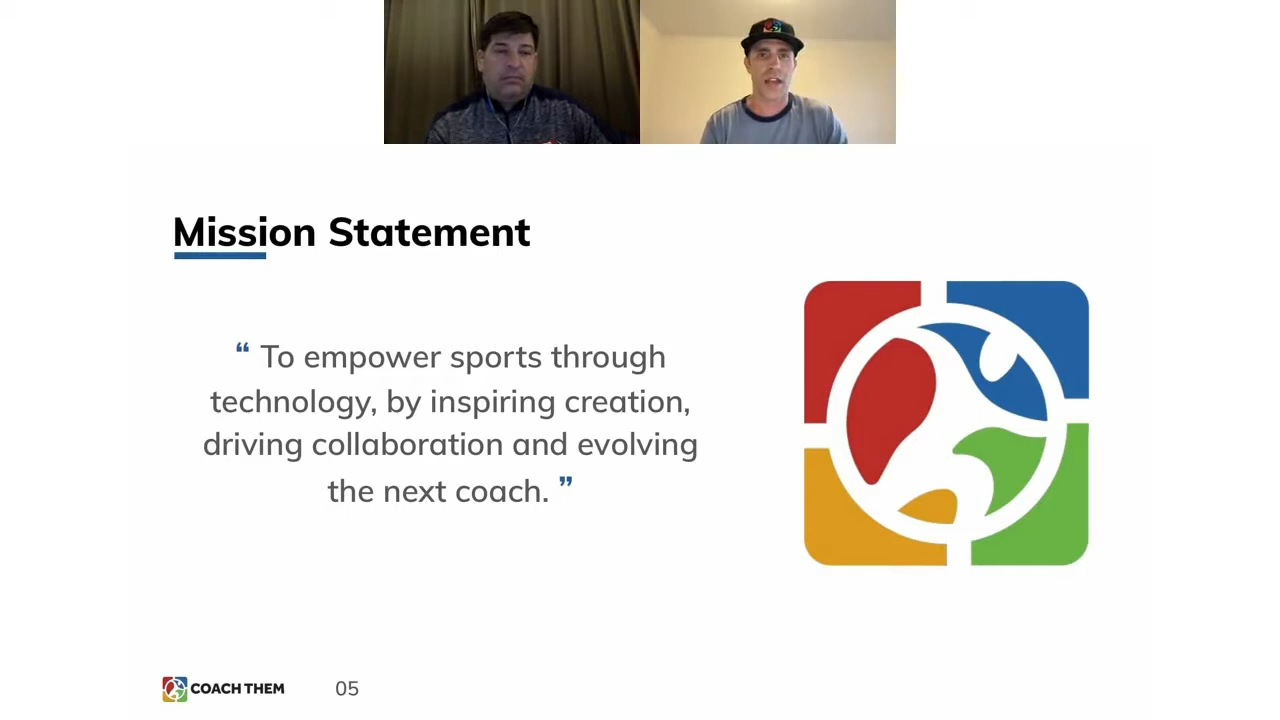 Mission Statement
“ To empower sports through
technology, by inspiring creation,
driving collaboration and evolving
the next coach. ”
COACH THEM
05